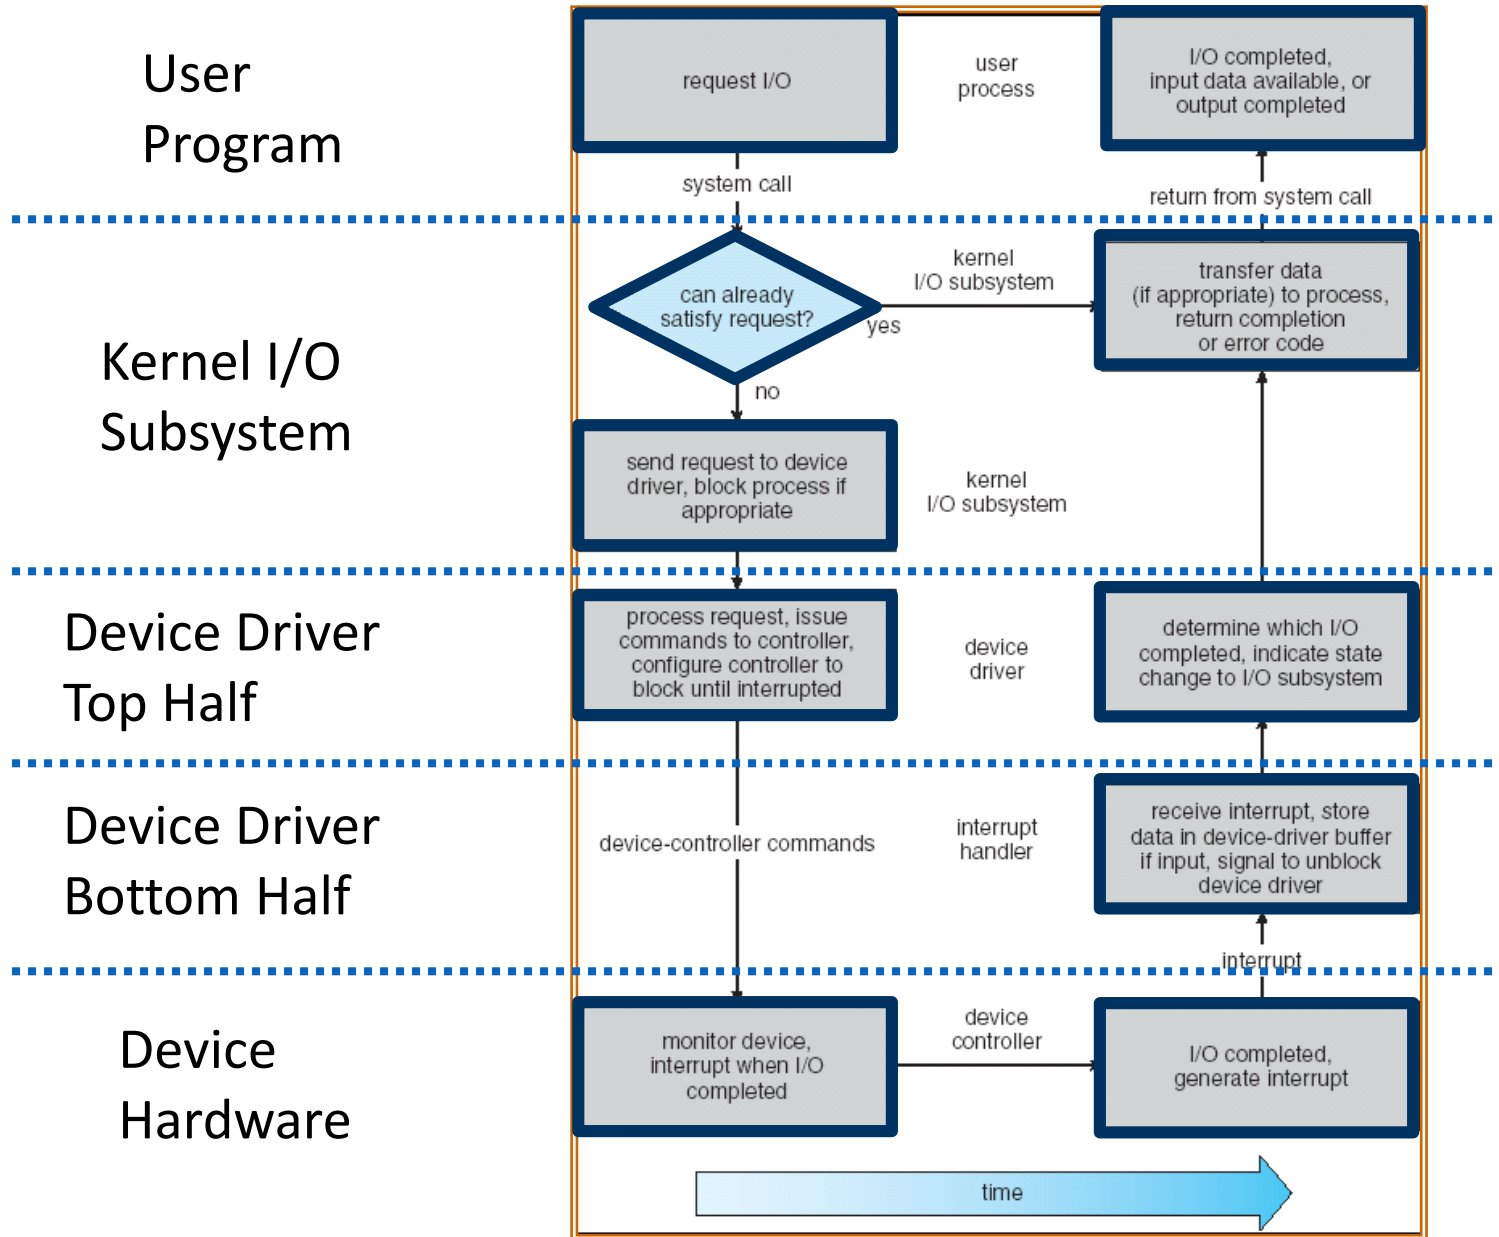 User
Program
request I/O
user
process
I/O completed,
input data available, or
output completed
system call
return from system call
Kernel I/O
Subsystem
can already
satisfy request?
yes
no
kernel
I/O subsystem
transfer data
(if appropriate) to process,
return completion
or error code
send request to device
driver, block process if
appropriate
kernel
I/O subsystem
Device Driver
Top Half
process request, issue
commands to controller,
configure controller to
block until interrupted
device
driver
determine which I/O
completed, indicate state
change to I/O subsystem
Device Driver
Bottom Half
device-controller commands
interrupt
handler
receive interrupt, store
data in device-driver buffer
if input, signal to unblock
device driver
interrupt
Device
Hardware
monitor device,
interrupt when I/O
completed
device
controller
I/O completed,
generate interrupt
time